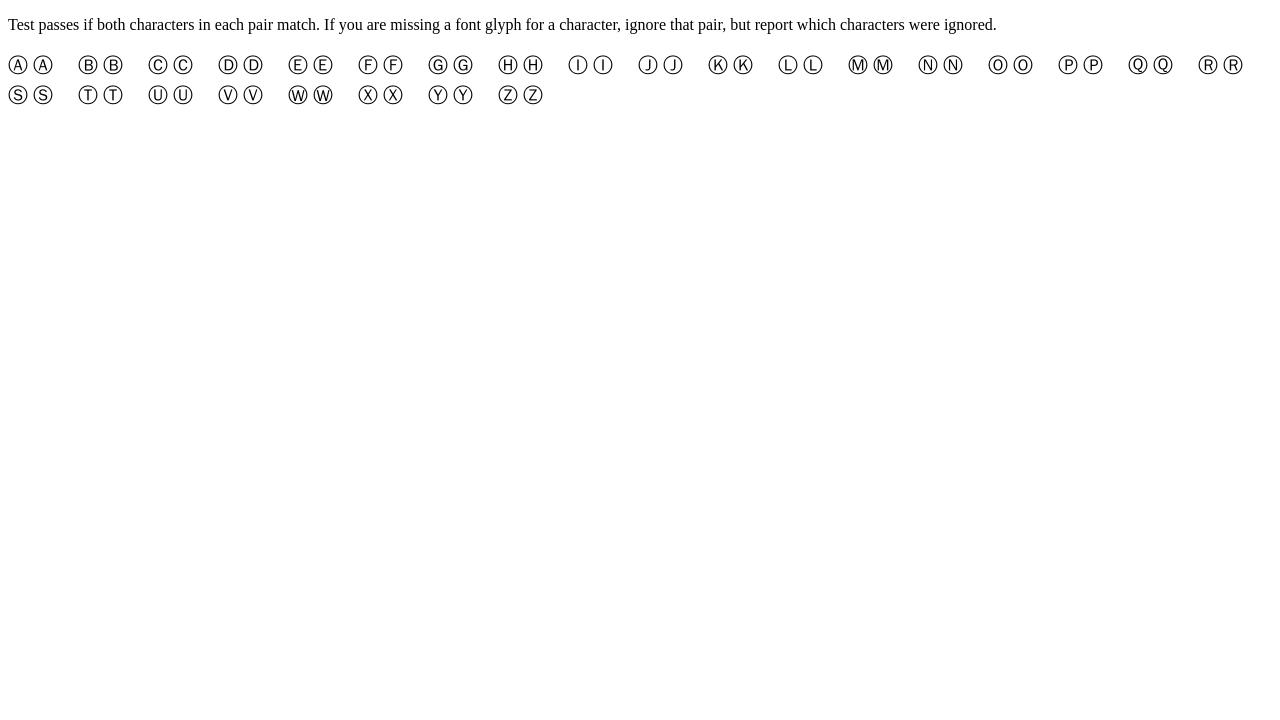 Test passes if both characters in each pair match. If you are missing a font glyph for a character, ignore that pair, but report which characters were ignored.
Ⓐ Ⓐ Ⓑ Ⓑ Ⓒ Ⓒ Ⓓ Ⓓ Ⓔ Ⓔ Ⓕ Ⓕ Ⓖ Ⓖ Ⓗ Ⓗ Ⓘ Ⓘ Ⓙ Ⓙ Ⓚ Ⓚ Ⓛ Ⓛ Ⓜ Ⓜ Ⓝ Ⓝ Ⓞ Ⓞ Ⓟ Ⓟ Ⓠ Ⓠ Ⓡ Ⓡ
Ⓢ Ⓢ Ⓣ Ⓣ Ⓤ Ⓤ Ⓥ Ⓥ Ⓦ Ⓦ Ⓧ Ⓧ Ⓨ Ⓨ Ⓩ Ⓩ